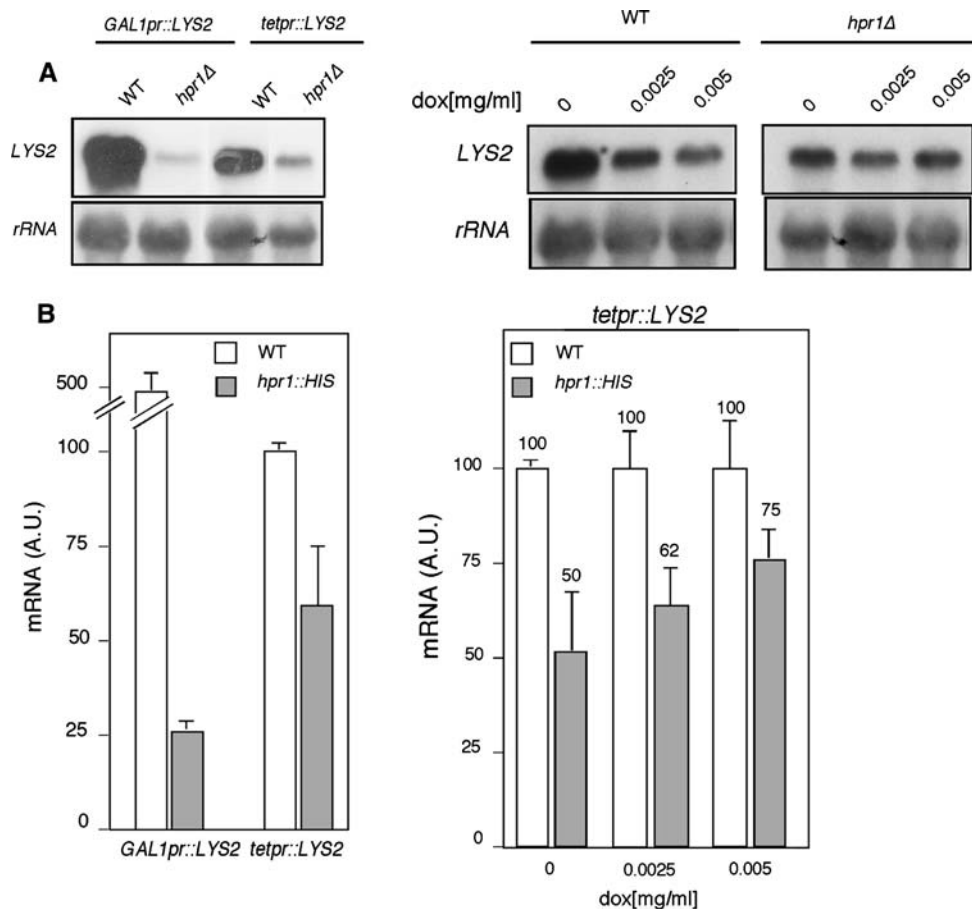 GAL1pr::LYS2 tetpr::LYS2
A
WT hpr1Δ WT hpr1Δ
LYS2
rRNA
WT hpr1Δ
dox[mg/ml] 0 0.0025 0.005 0 0.0025 0.005
LYS2
rRNA
B
WT
hpr1::HIS
500
100
75
50
25
0
mRNA (A.U.)
GAL1pr::LYS2 tetpr::LYS2
tetpr::LYS2
WT
hpr1::HIS
100 100 100
50 62 75
100
75
50
25
0
mRNA (A.U.)
0 0.0025 0.005
dox[mg/ml]